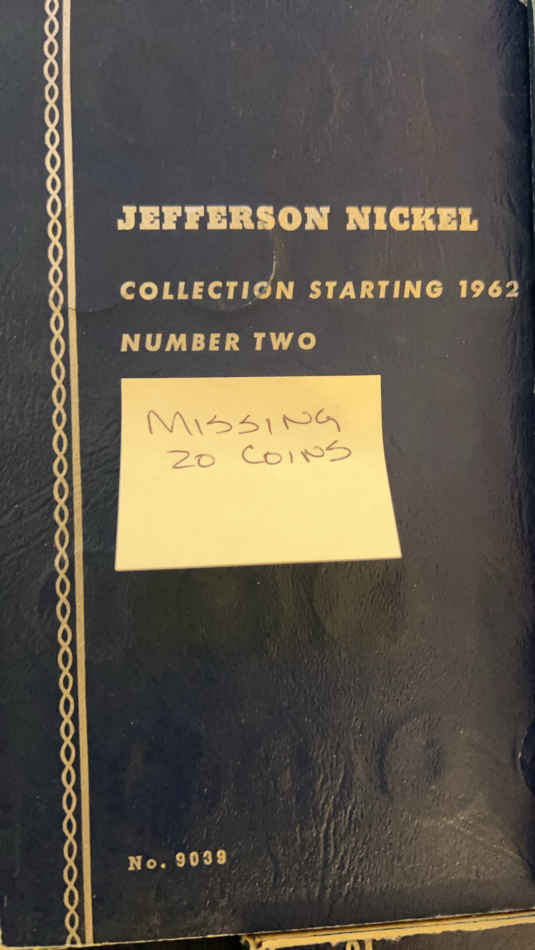 JEFFERSON NICKEL
COLLECTION STARTING 1962
NUMBER TWO
MISSING
20 COINS
No. 9039